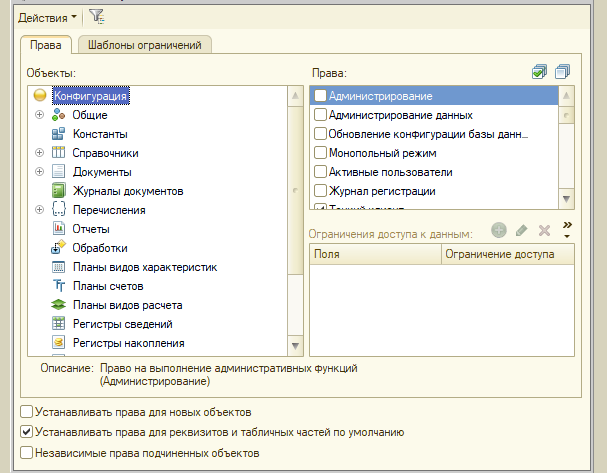 Действия
Права
Шаблоны ограничений
Объекты:
Конфигурация
Общие
Константы
Справочники
Документы
Журналы документов
Перечисления
Отчеты
Обработки
Планы видов характеристик
Планы счетов
Планы видов расчета
Регистры сведений
Регистры накопления
Права:
Администрирование
Администрирование данных
Обновление конфигурации базы данн...
Монопольный режим
Активные пользователи
Журнал регистрации
Ограничения доступа к данным:
Поля
Ограничение доступа
Описание: Право на выполнение административных функций
(Администрирование)
Устанавливать права для новых объектов
Устанавливать права для реквизитов и табличных частей по умолчанию
Независимые права подчиненных объектов